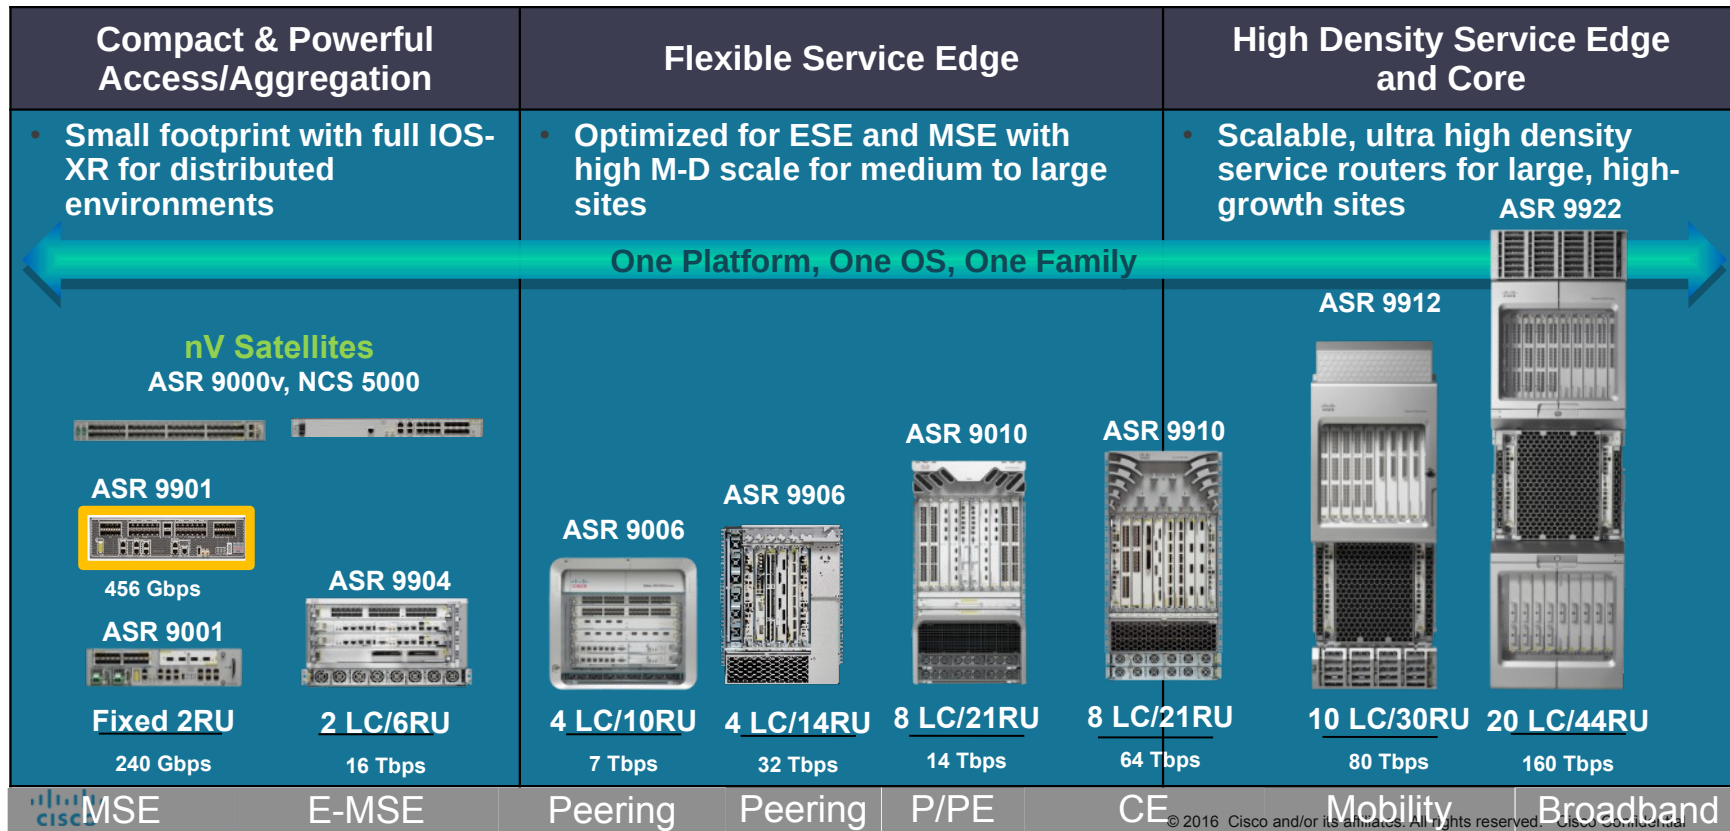 Compact & Powerful
Access/Aggregation
Flexible Service Edge
High Density Service Edge
and Core
• Small footprint with full IOS-
XR for distributed
environments
• Optimized for ESE and MSE with
high M-D scale for medium to large
sites
• Scalable, ultra high density
service routers for large, high-
growth sites
ASR 9922
One Platform, One OS, One Family
ASR 9912
nV Satellites
ASR 9000v, NCS 5000
ASR 9010
ASR 9910
ASR 9901
ASR 9906
ASR 9006
456 Gbps
ASR 9904
ASR 9001
Fixed 2RU
2 LC/6RU
4 LC/10RU
4 LC/14RU
8 LC/21RU
8 LC/21RU
10 LC/30RU
20 LC/44RU
240 Gbps
16 Tbps
7 Tbps
32 Tbps
14 Tbps
64 Tbps
80 Tbps
160 Tbps
CISCO
MSE
E-MSE
Peering
Peering
P/PE
CE
Mobility
Broadband
© 2016 Cisco and/or its affiliates. All rights reserved. Cisco Confidential